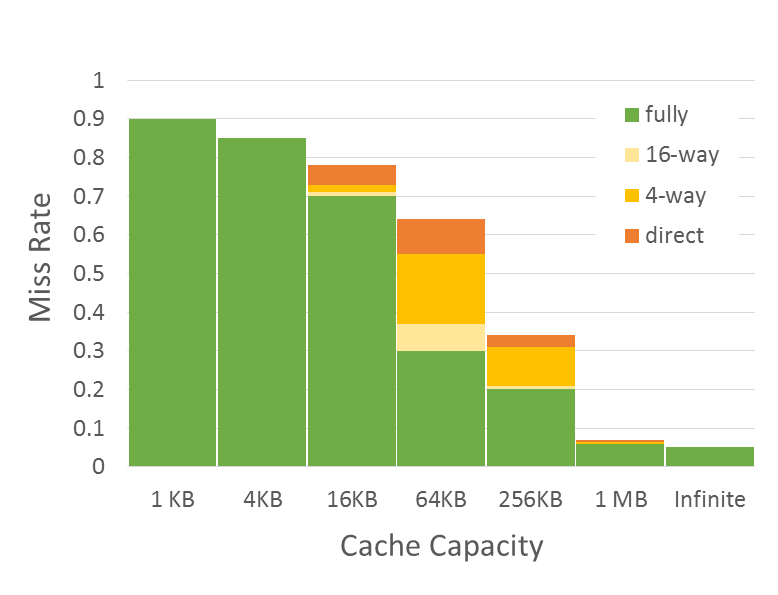 1
0.9
0.8
0.7
0.6
0.5
0.4
0.3
0.2
0.1
0
Miss Rate
fully
16-way
4-way
direct
1 KB 4KB 16KB 64KB 256KB 1 MB Infinite
Cache Capacity